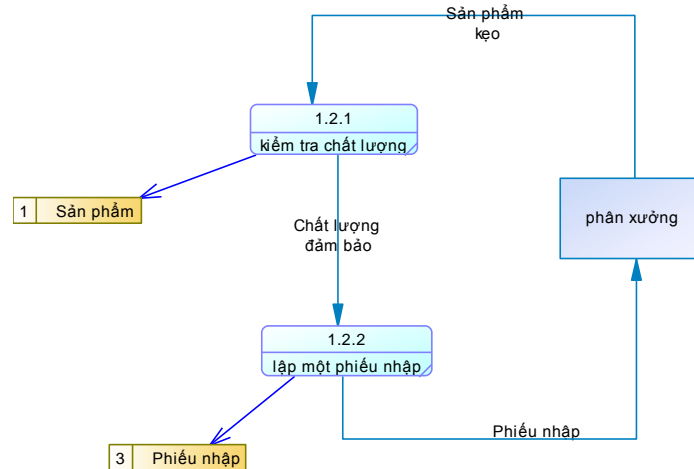 Sản phẩm
kẹo
1.2.1
kiểm tra chất lượng
1 Sản phẩm
phân xưởng
Chất lượng
đảm bảo
1.2.2
lập một phiếu nhập
Phiếu nhập
3 Phiếu nhập